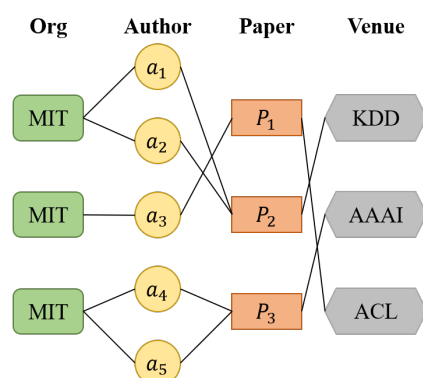 Org Author Paper Venue
a1
MIT a2 P1 KDD
MIT a3 P2 AAAI
a4
MIT P3 ACL
a5